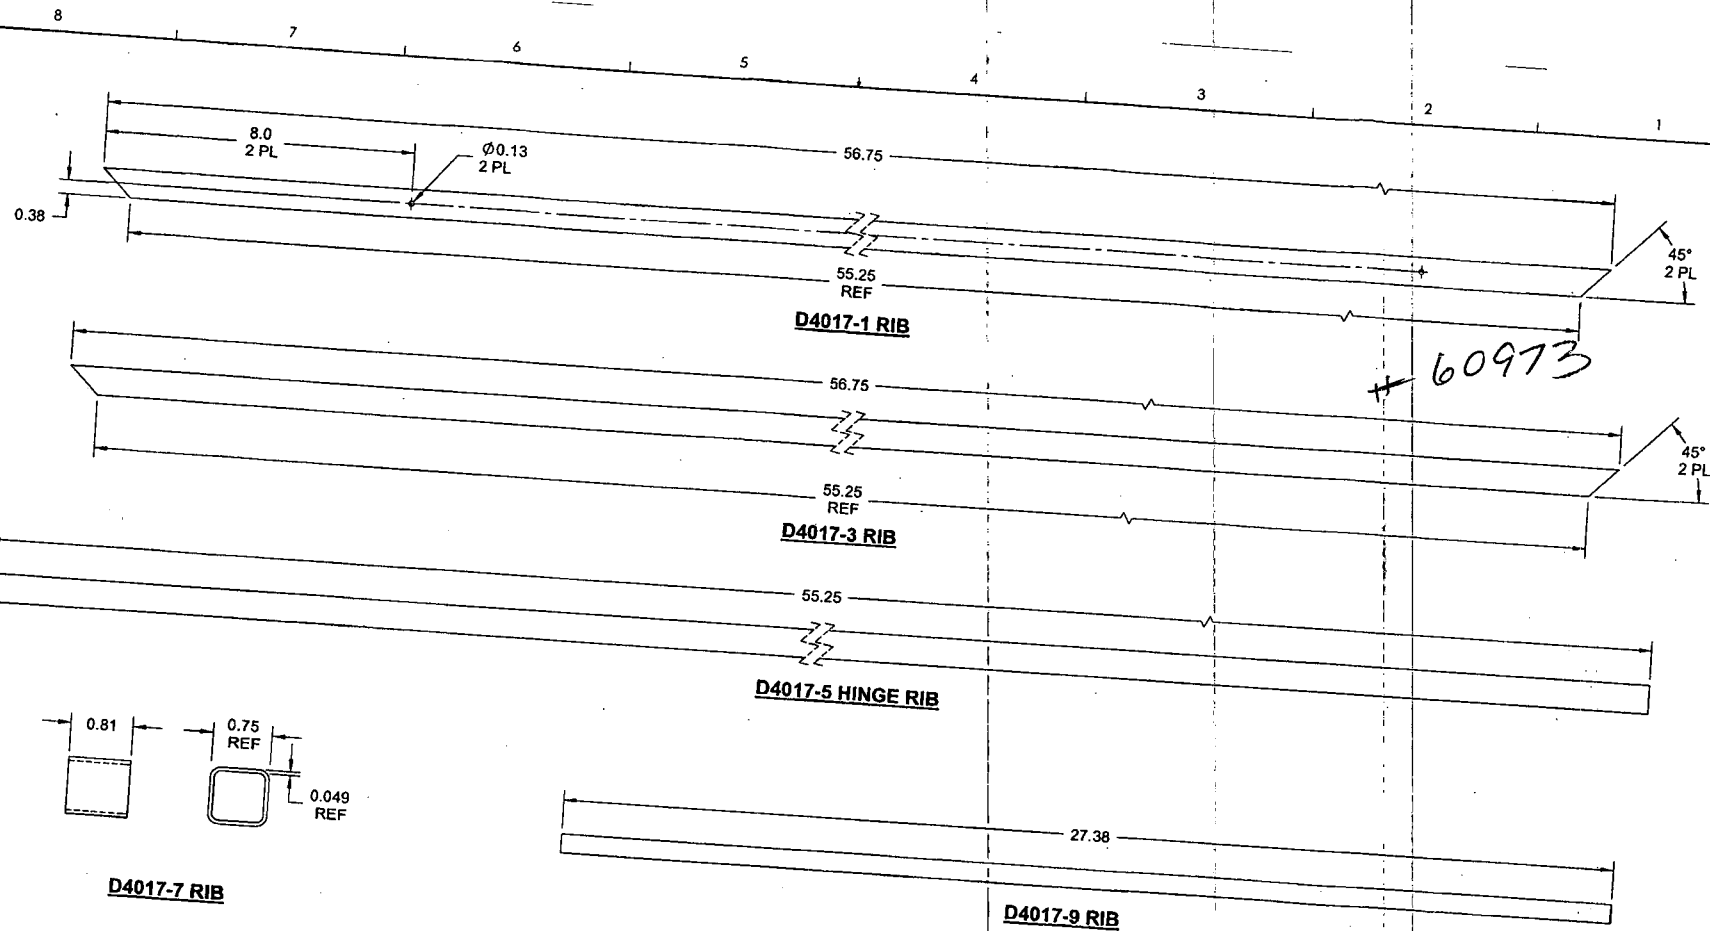 8 7 6 5 4 3 2 1
8.0
2 PL
Ø0.13
2 PL
56.75
0.38
45°
2 PL
55.25
REF
D4017-1 RIB
60973
56.75
45°
2 PL
55.25
REF
D4017-3 RIB
55.25
D4017-5 HINGE RIB
0.81
0.75
REF
0.049
REF
27.38
D4017-7 RIB
D4017-9 RIB